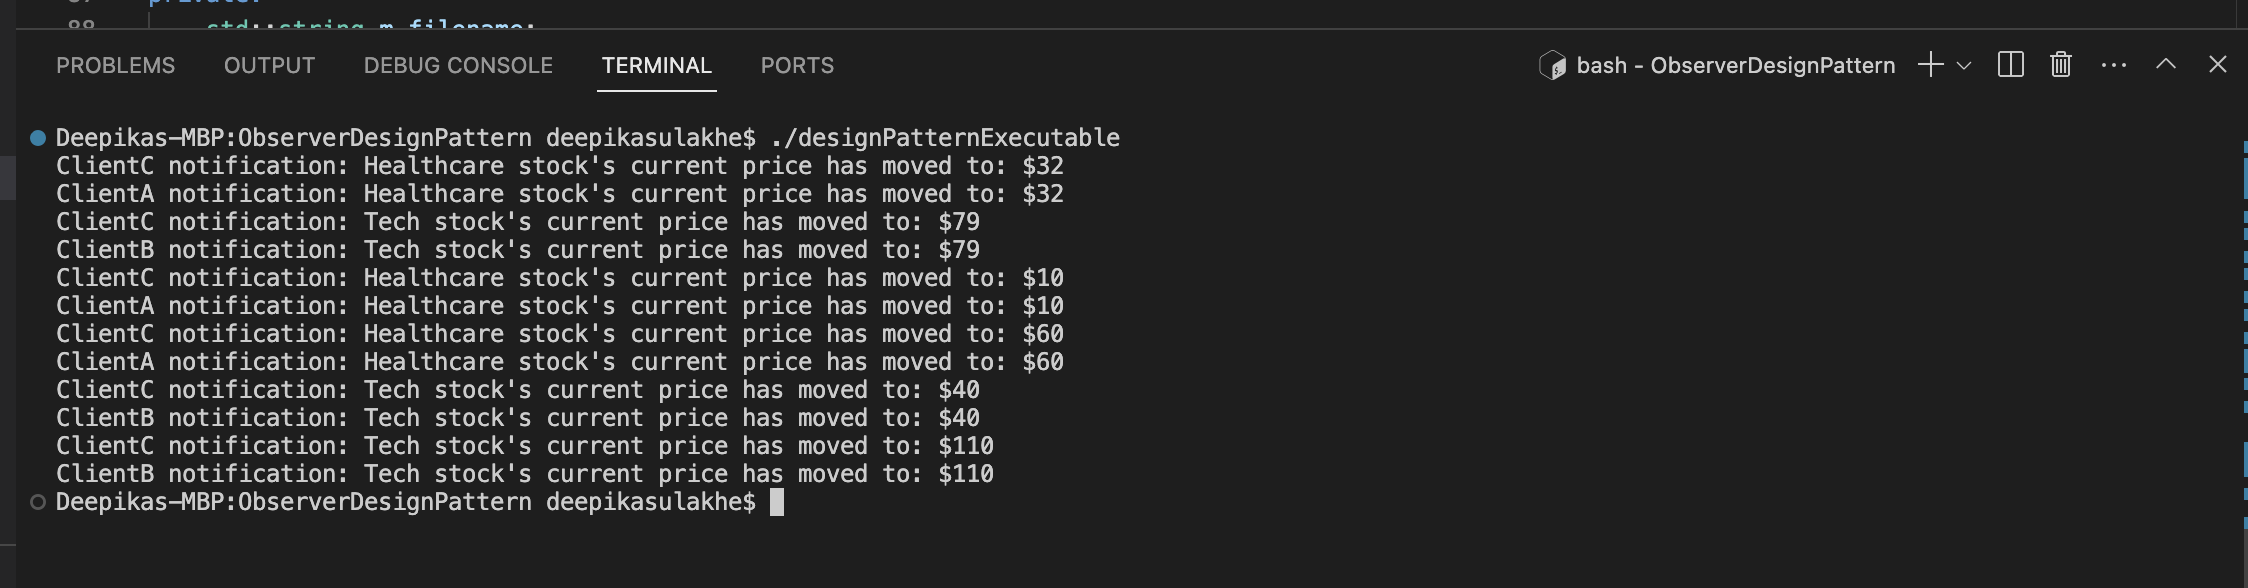 private:
88 std::string m_filename;
PROBLEMS OUTPUT DEBUG CONSOLE TERMINAL PORTS bash - ObserverDesignPattern
Deepikas-MBP:ObserverDesignPattern deepikasulakhe$ ./designPatternExecutable
ClientC notification: Healthcare stock's current price has moved to: $32
ClientA notification: Healthcare stock's current price has moved to: $32
ClientC notification: Tech stock's current price has moved to: $79
ClientB notification: Tech stock's current price has moved to: $79
ClientC notification: Healthcare stock's current price has moved to: $10
ClientA notification: Healthcare stock's current price has moved to: $10
ClientC notification: Healthcare stock's current price has moved to: $60
ClientA notification: Healthcare stock's current price has moved to: $60
ClientC notification: Tech stock's current price has moved to: $40
ClientB notification: Tech stock's current price has moved to: $40
ClientC notification: Tech stock's current price has moved to: $110
ClientB notification: Tech stock's current price has moved to: $110
Deepikas-MBP:ObserverDesignPattern deepikasulakhe$